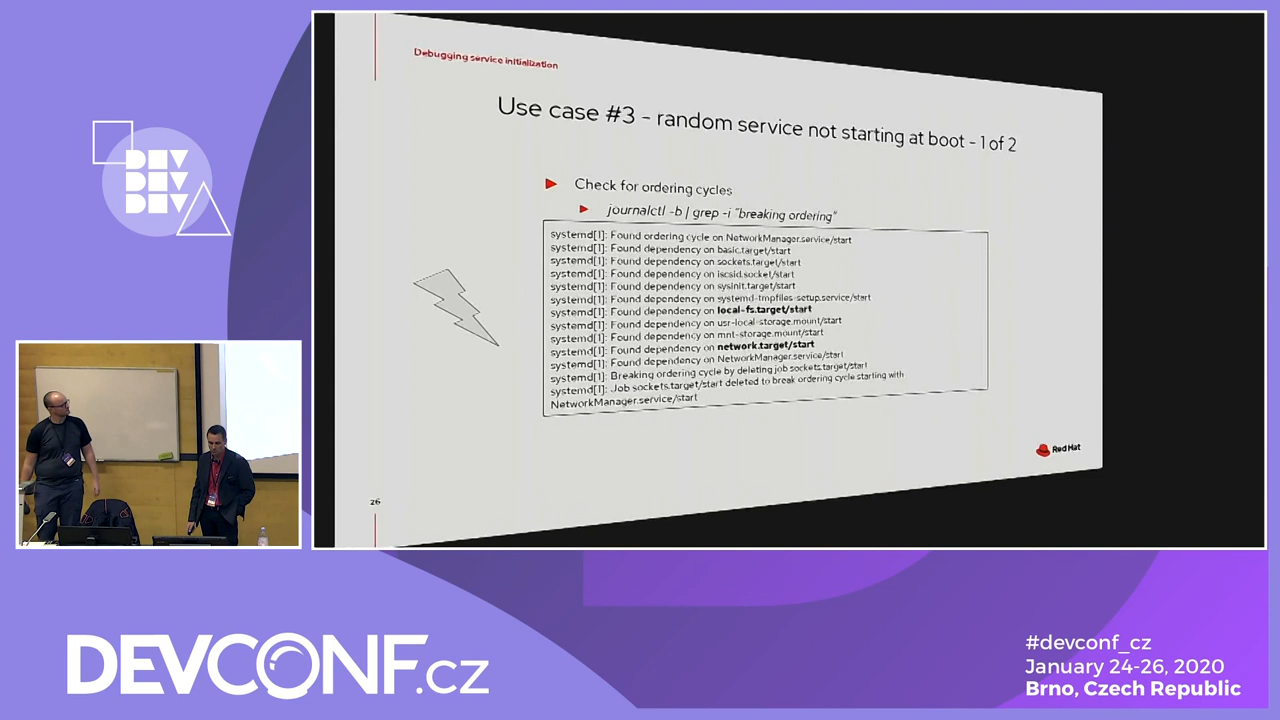 Debugging service initialization
Use case #3 - random service not starting at boot - 1 of 2
Check for ordering cycles
journalctl -b | grep -i "breaking ordering"
systemd[1]: Found ordering cycle on NetworkManager.service/start
systemd[1]: Found dependency on basic.target/start
systemd[1]: Found dependency on sockets.target/start
systemd[1]: Found dependency on iscsid.socket/start
systemd[1]: Found dependency on sysinit.target/start
systemd[1]: Found dependency on systemd-tmpfiles-setup.service/start
systemd[1]: Found dependency on local-fs.target/start
systemd[1]: Found dependency on usr-local-storage.mount/start
systemd[1]: Found dependency on mnt-storage.mount/start
systemd[1]: Found dependency on network.target/start
systemd[1]: Found dependency on NetworkManager.service/start
systemd[1]: Breaking ordering cycle by deleting job sockets.target/start
systemd[1]: Job sockets.target/start deleted to break ordering cycle starting with
NetworkManager.service/start
Red Hat
26
DEV
DEV
DEV
DEVCONF.cz
#devconf_cz
January 24-26, 2020
Brno, Czech Republic